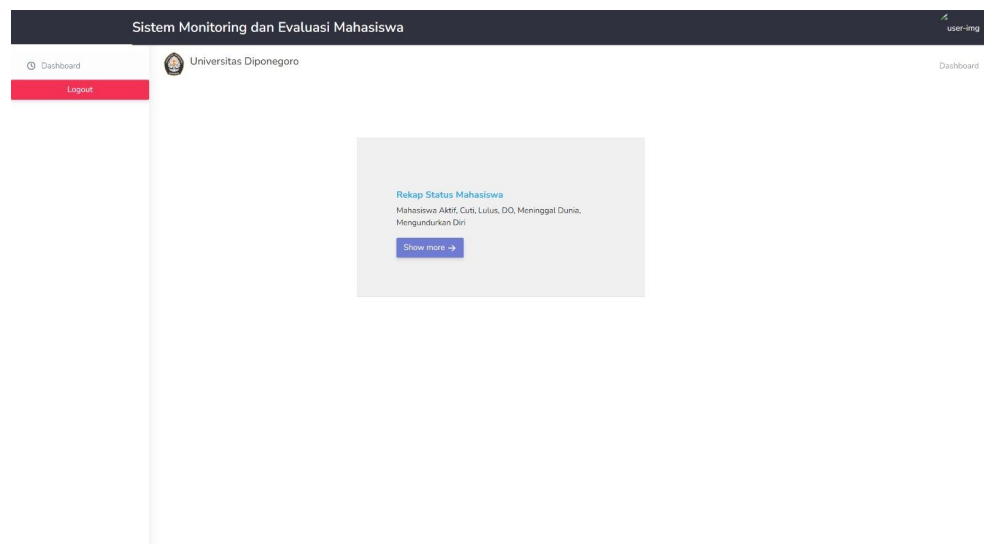 Sistem Monitoring dan Evaluasi Mahasiswa
user-img
Dashboard
Logout
Universitas Diponegoro
Dashboard
Rekap Status Mahasiswa
Mahasiswa Aktif, Cuti, Lulus, DO, Meninggal Dunia,
Mengundurkan Diri
Show more →